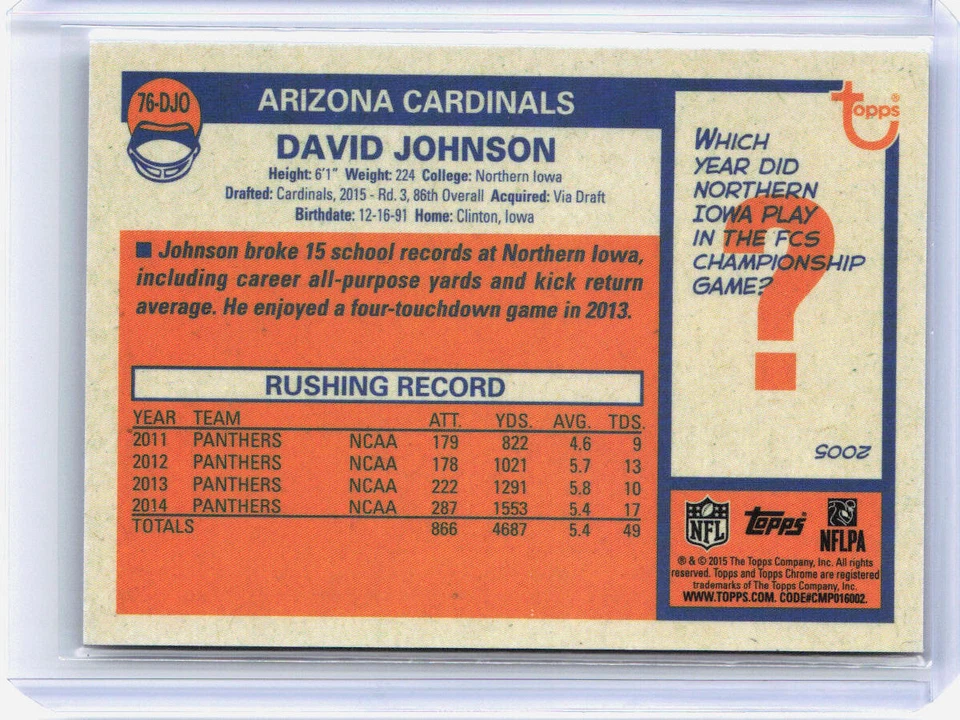 76-DJO
ARIZONA CARDINALS
DAVID JOHNSON
Height: 6'1" Weight: 224 College: Northern Iowa
Drafted: Cardinals, 2015 - Rd. 3, 86th Overall Acquired: Via Draft
Birthdate: 12-16-91 Home: Clinton, Iowa
■ Johnson broke 15 school records at Northern Iowa,
including career all-purpose yards and kick return
average. He enjoyed a four-touchdown game in 2013.
RUSHING RECORD
YEAR TEAM ATT. YDS. AVG. TDS.
2011 PANTHERS NCAA 179 822 4.6 9
2012 PANTHERS NCAA 178 1021 5.7 13
2013 PANTHERS NCAA 222 1291 5.8 10
2014 PANTHERS NCAA 287 1553 5.4 17
TOTALS 866 4687 5.4 49
Topps®
WHICH
YEAR DID
NORTHERN
IOWA PLAY
IN THE FCS
CHAMPIONSHIP
GAME?
?
2005
NFL
Topps®
NFLPA
® & © 2015 The Topps Company, Inc. All rights
reserved. Topps and Topps Chrome are registered
trademarks of The Topps Company, Inc.
WWW.TOPPS.COM. CODE#CMP016002.